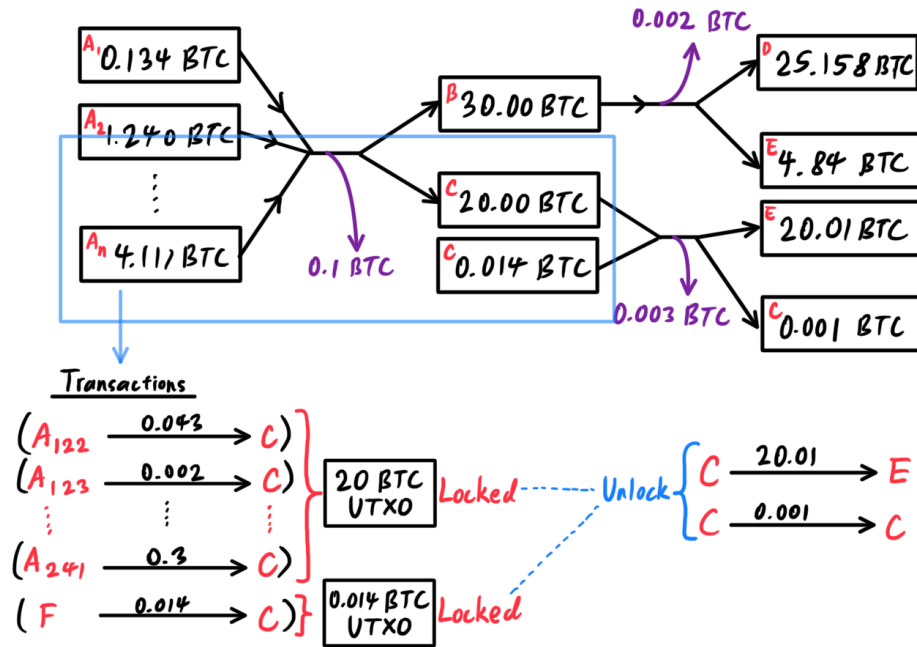 A1 0.134 BTC
A2 1.240 BTC
An 4.117 BTC
0.1 BTC
B 30.00 BTC
C 20.00 BTC
C 0.014 BTC
0.002 BTC
0.003 BTC
D 25.158 BTC
E 4.84 BTC
E 20.01 BTC
C 0.001 BTC
Transactions
(A122 0.043 C)
(A123 0.002 C)
(A241 0.3 C)
(F 0.014 C)
20 BTC
UTXO
Locked
0.014 BTC
UTXO
Locked
Unlock
C 20.01 E
C 0.001 C